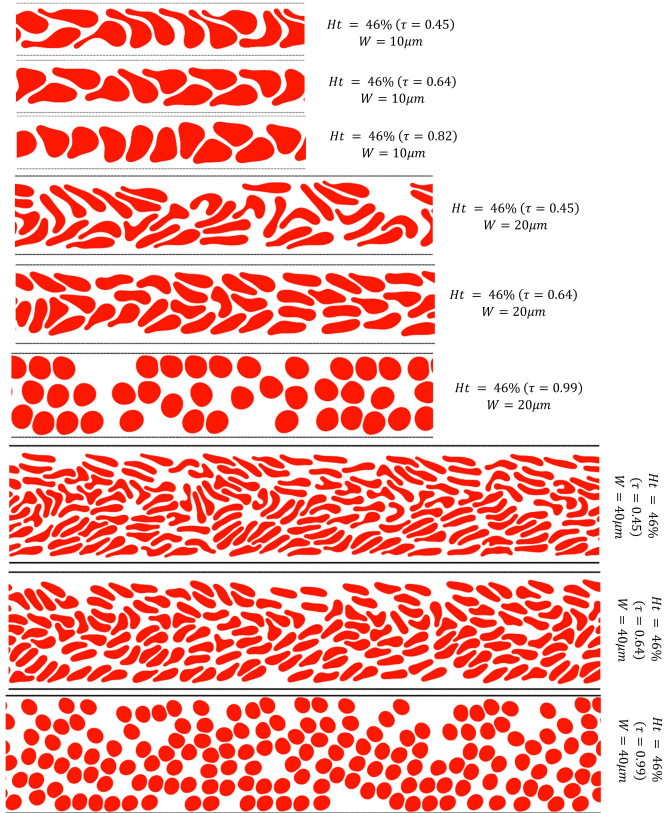 Ht = 46% (τ = 0.45)
W = 10μm
Ht = 46% (τ = 0.64)
W = 10μm
Ht = 46% (τ = 0.82)
W = 10μm
Ht = 46% (τ = 0.45)
W = 20μm
Ht = 46% (τ = 0.64)
W = 20μm
Ht = 46% (τ = 0.99)
W = 20μm
Ht = 46%
(τ = 0.45)
W = 40μm
Ht = 46%
(τ = 0.64)
W = 40μm
Ht = 46%
(τ = 0.99)
W = 40μm